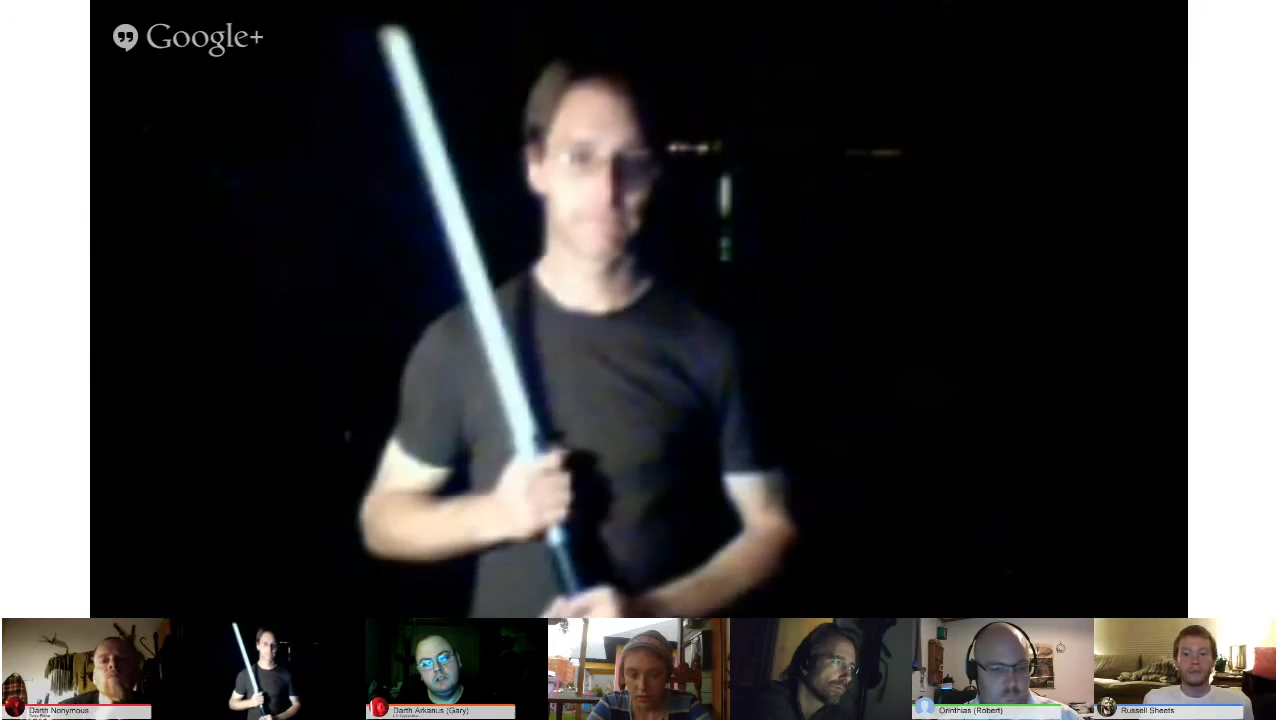 Google+
Darth Nonymous
Darth Arkanus (Gary)
Orinthias (Robert)
Russell Sheets